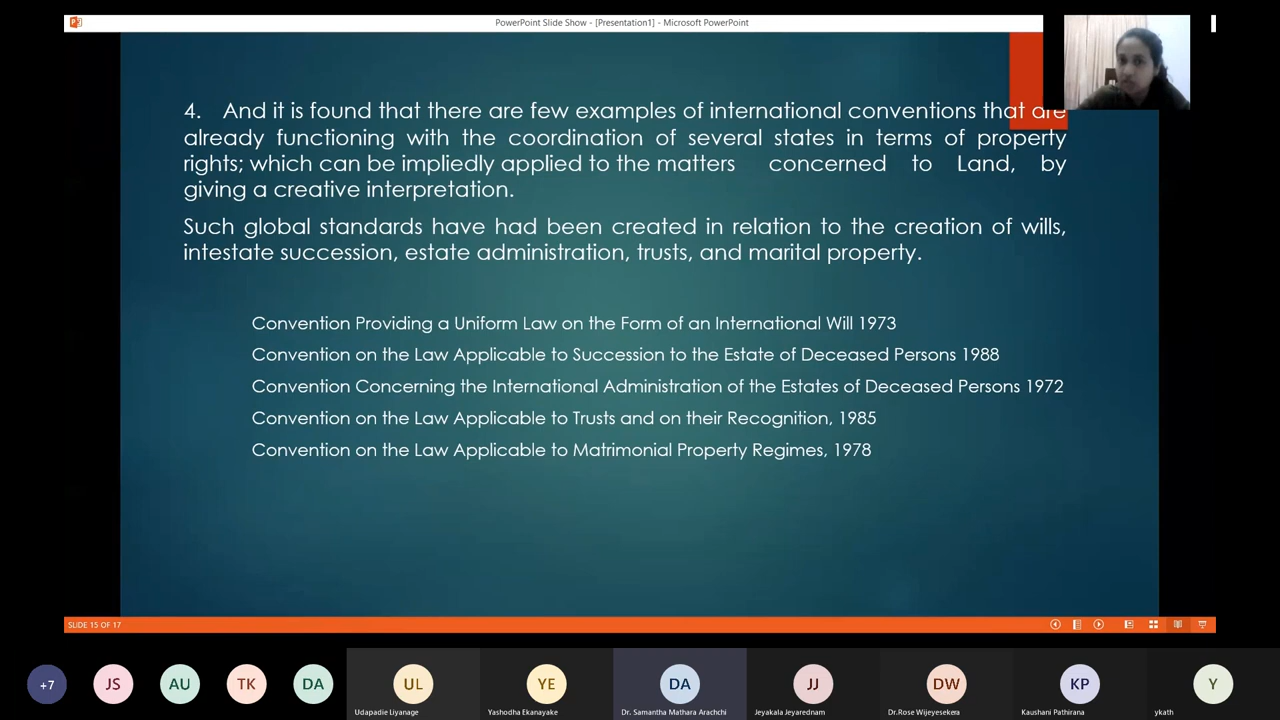 PowerPoint Slide Show - [Presentation1] - Microsoft PowerPoint
4. And it is found that there are few examples of international conventions that are
already functioning with the coordination of several states in terms of property
rights; which can be impliedly applied to the matters concerned to Land, by
giving a creative interpretation.
Such global standards have had been created in relation to the creation of wills,
intestate succession, estate administration, trusts, and marital property.
Convention Providing a Uniform Law on the Form of an International Will 1973
Convention on the Law Applicable to Succession to the Estate of Deceased Persons 1988
Convention Concerning the International Administration of the Estates of Deceased Persons 1972
Convention on the Law Applicable to Trusts and on their Recognition, 1985
Convention on the Law Applicable to Matrimonial Property Regimes, 1978
SLIDE 15 OF 17
+7 JS AU TK DA UL YE DA JJ DW KP Y
Udapadie Liyanage Yashodha Ekanayake Dr. Samantha Mathara Arachchi Jeyakala Jeyarednam Dr.Rose Wijeyesekera Kaushani Pathirana ykath